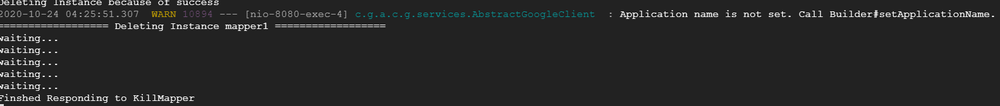 Deleting Instance because of success
2020-10-24 04:25:51.307  WARN 10894 --- [nio-8080-exec-4] c.g.a.c.g.services.AbstractGoogleClient  : Application name is not set. Call Builder#setApplicationName.
================== Deleting Instance mapper1 ==================
waiting...
waiting...
waiting...
waiting...
waiting...
Finshed Responding to KillMapper